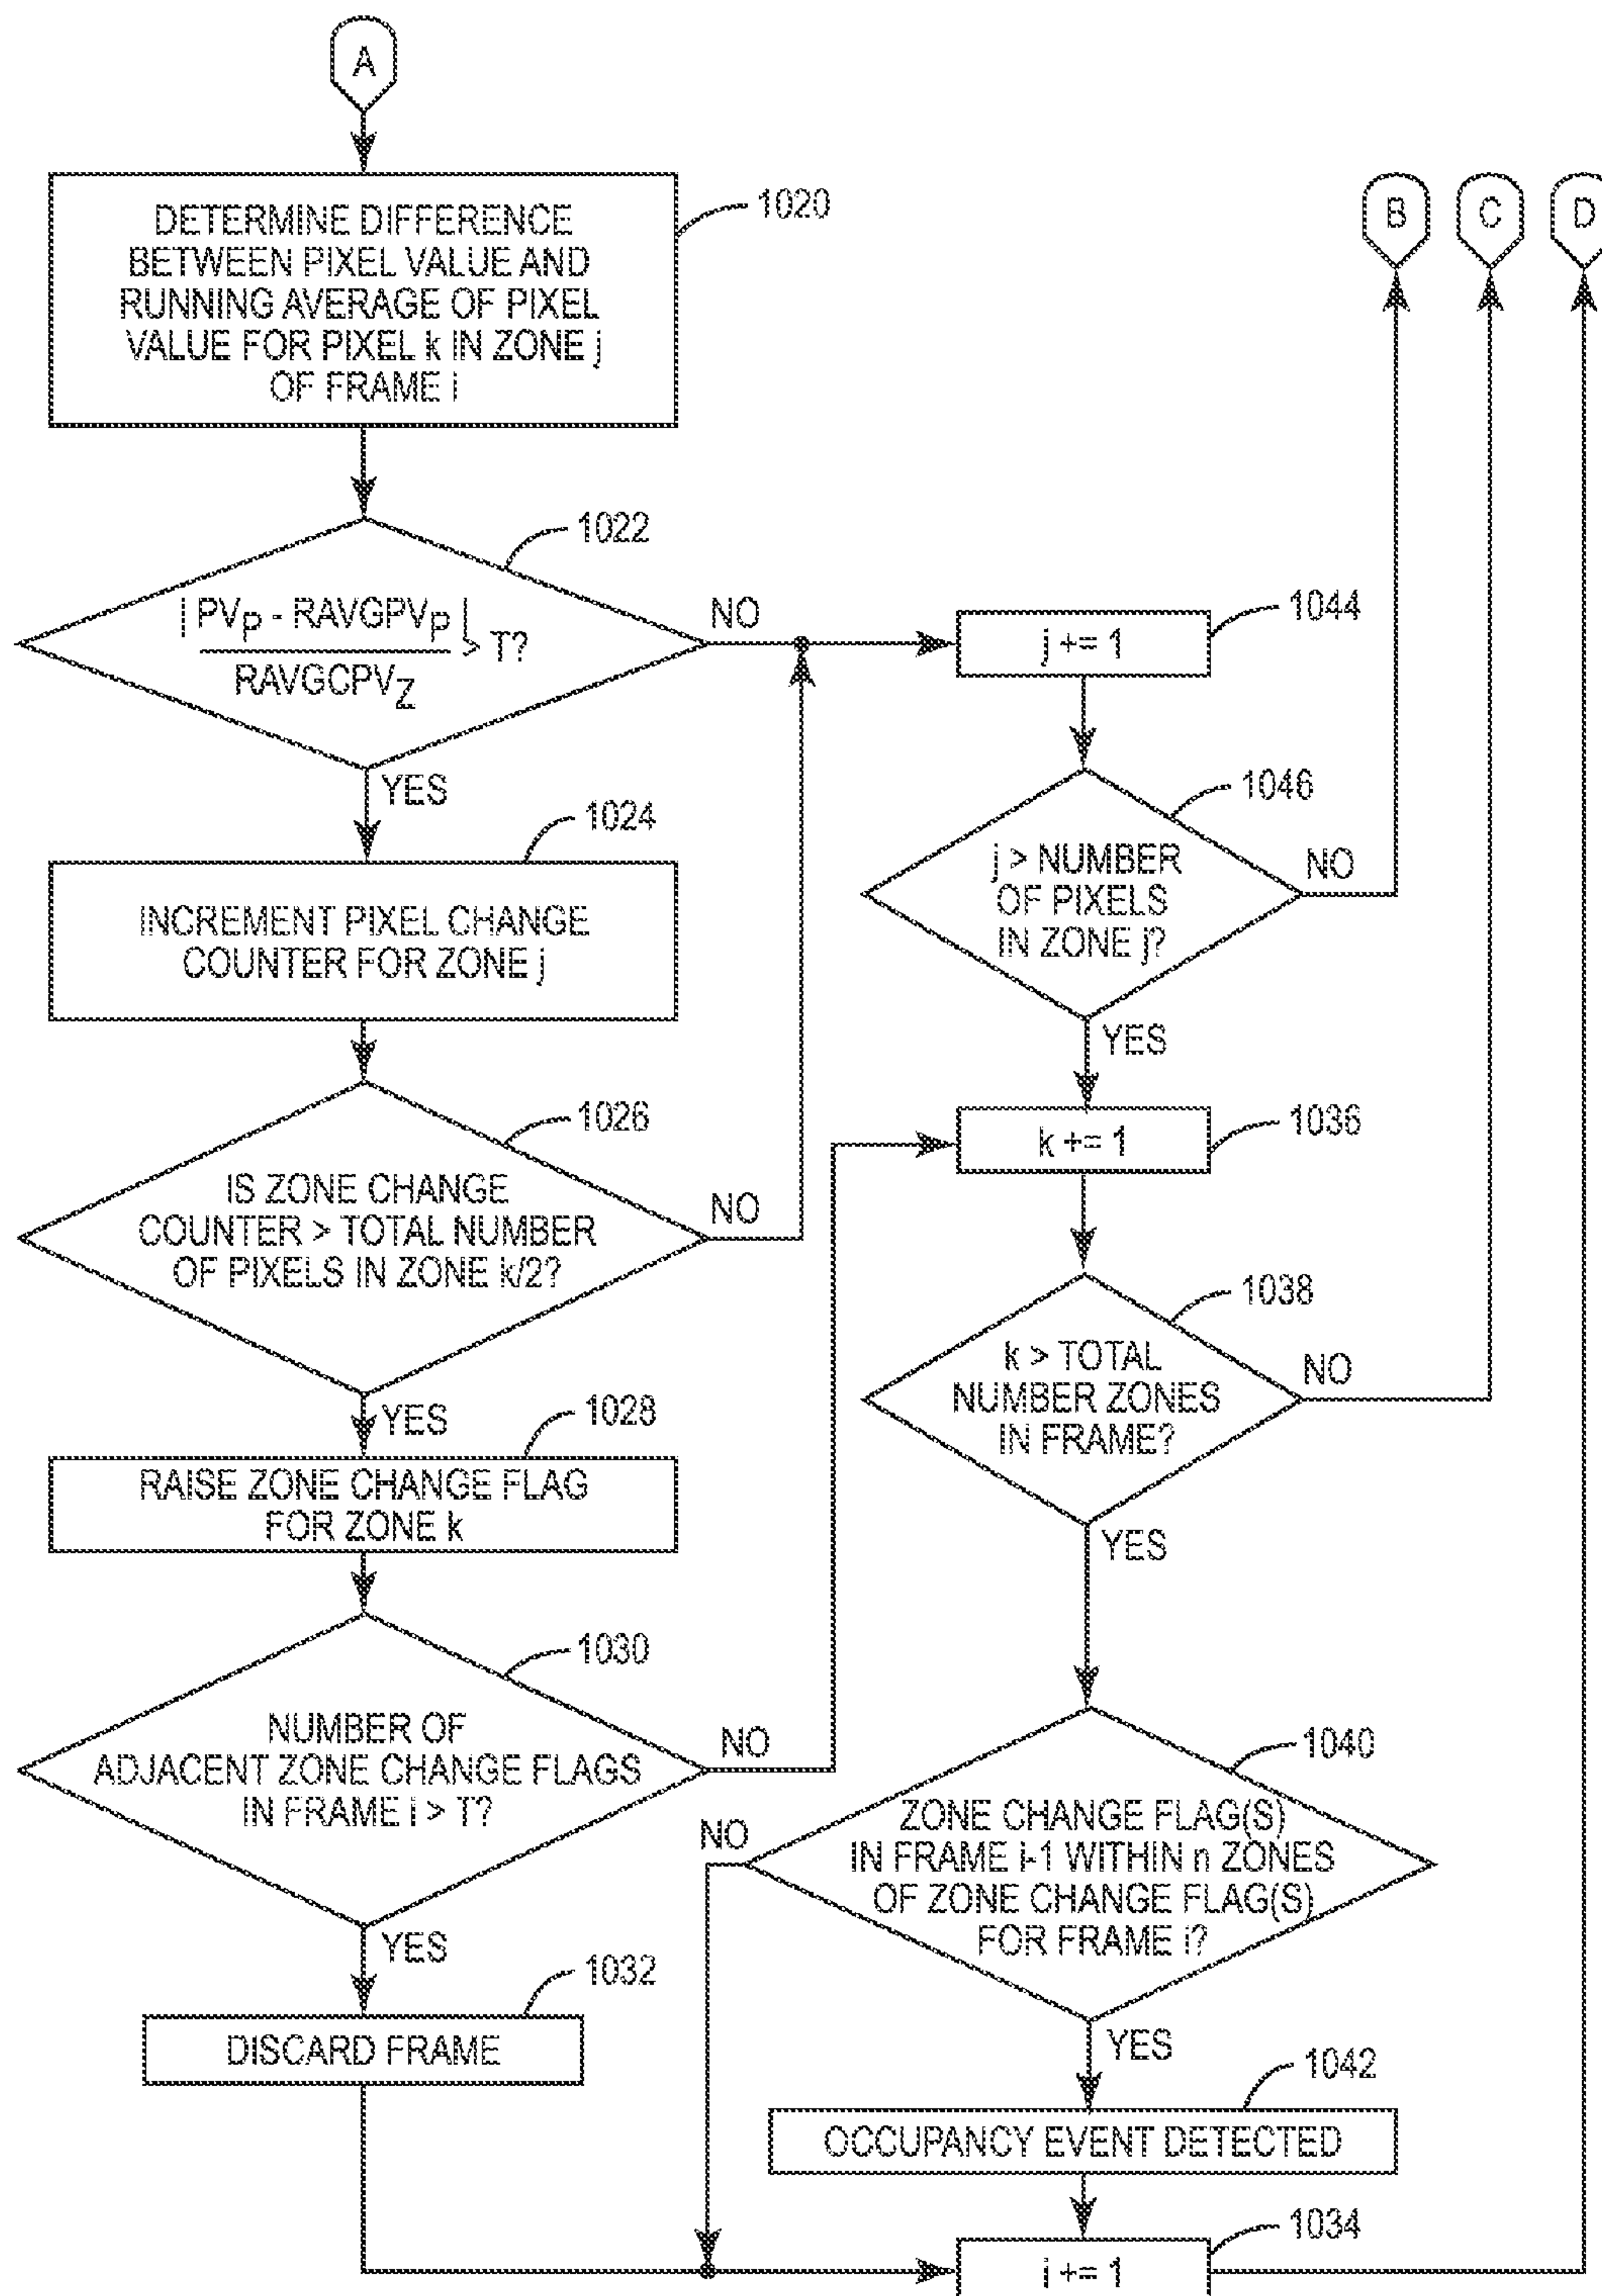 A
DETERMINE DIFFERENCE
BETWEEN PIXEL VALUE AND
RUNNING AVERAGE OF PIXEL
VALUE FOR PIXEL k IN ZONE j
OF FRAME i
1020
B
C
D
| PVP - RAVGPVP |
RAVGCPVZ
> T?
1022
NO
YES
j += 1
1044
INCREMENT PIXEL CHANGE
COUNTER FOR ZONE j
1024
j > NUMBER
OF PIXELS
IN ZONE j?
1046
NO
YES
IS ZONE CHANGE
COUNTER > TOTAL NUMBER
OF PIXELS IN ZONE k/2?
1026
NO
YES
k += 1
1036
RAISE ZONE CHANGE FLAG
FOR ZONE k
1028
k > TOTAL
NUMBER ZONES
IN FRAME?
1038
NO
YES
NUMBER OF
ADJACENT ZONE CHANGE FLAGS
IN FRAME i > T?
1030
NO
YES
ZONE CHANGE FLAG(S)
IN FRAME i-1 WITHIN n ZONES
OF ZONE CHANGE FLAG(S)
FOR FRAME i?
1040
NO
YES
DISCARD FRAME
1032
OCCUPANCY EVENT DETECTED
1042
i += 1
1034